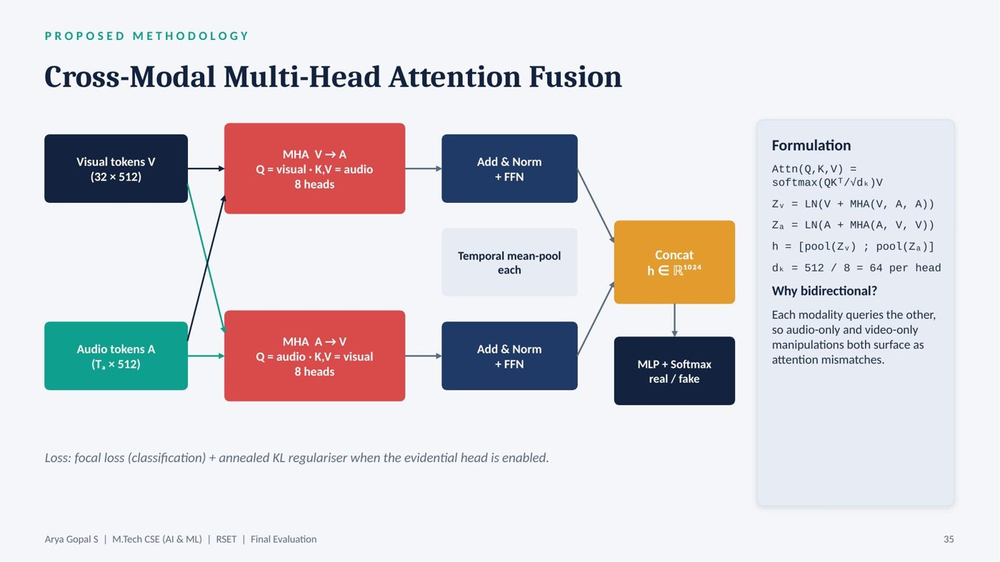 PROPOSED METHODOLOGY
Cross-Modal Multi-Head Attention Fusion
Visual tokens V
(32 × 512)
MHA V → A
Q = visual · K,V = audio
8 heads
Add & Norm
+ FFN
Temporal mean-pool
each
Concat
h ∈ ℝ¹⁰²⁴
Audio tokens A
(Tₐ × 512)
MHA A → V
Q = audio · K,V = visual
8 heads
Add & Norm
+ FFN
MLP + Softmax
real / fake
Formulation
Attn(Q,K,V) =
softmax(QKᵀ/√dₖ)V
Zᵥ = LN(V + MHA(V, A, A))
Zₐ = LN(A + MHA(A, V, V))
h = [pool(Zᵥ) ; pool(Zₐ)]
dₖ = 512 / 8 = 64 per head
Why bidirectional?
Each modality queries the other,
so audio-only and video-only
manipulations both surface as
attention mismatches.
Loss: focal loss (classification) + annealed KL regulariser when the evidential head is enabled.
Arya Gopal S | M.Tech CSE (AI & ML) | RSET | Final Evaluation
35